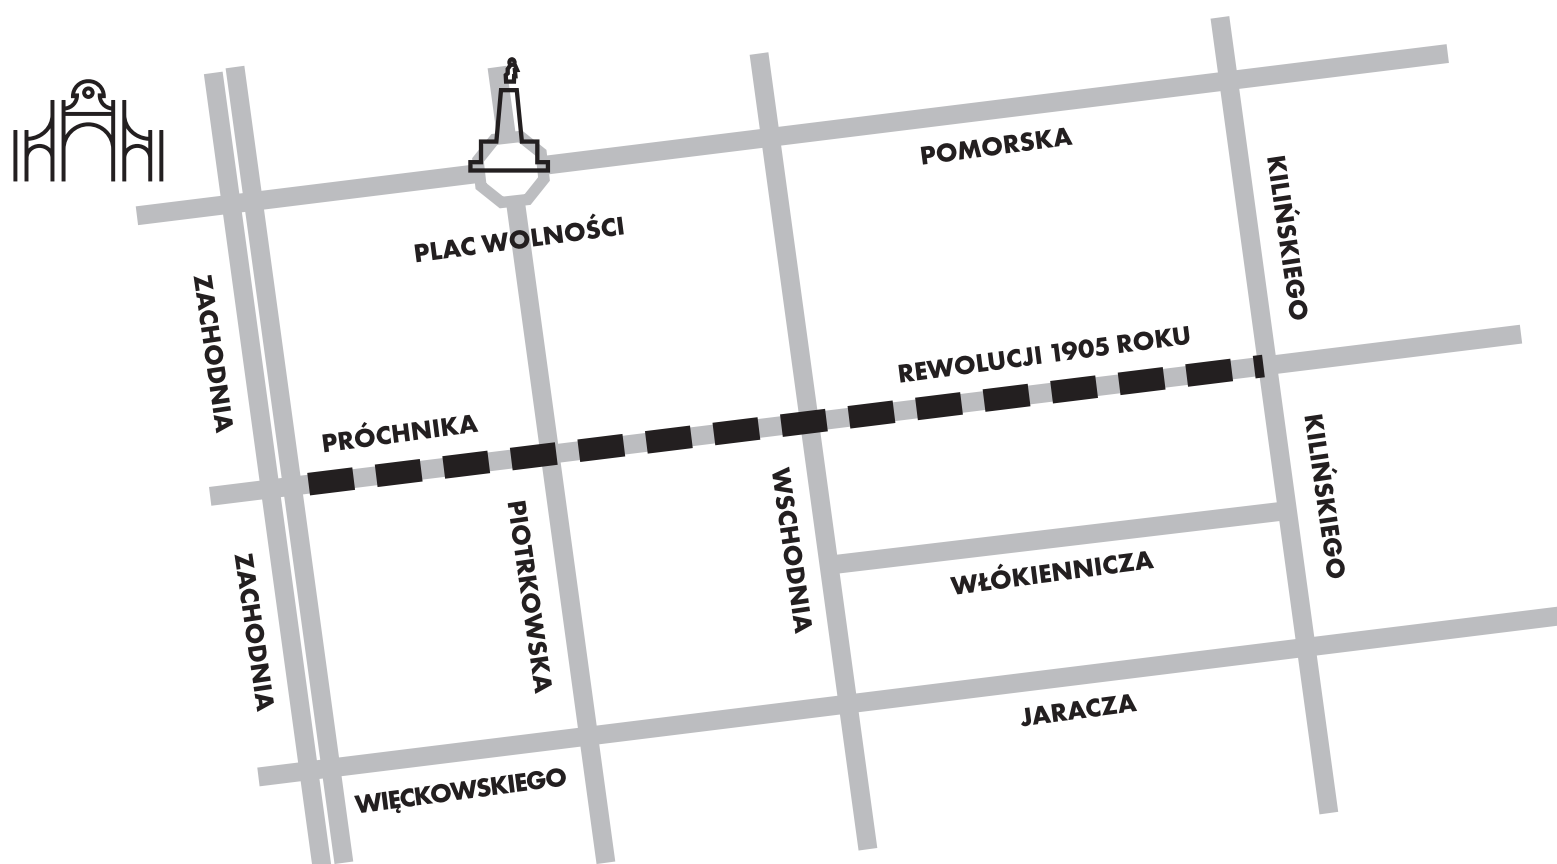 POMORSKA
KILIŃSKIEGO
PLAC WOLNOŚCI
ZACHODNIA
REWOLUCJI 1905 ROKU
PRÓCHNIKA
KILIŃSKIEGO
WSCHODNIA
PIOTRKOWSKA
ZACHODNIA
WŁÓKIENNICZA
JARACZA
WIĘCKOWSKIEGO